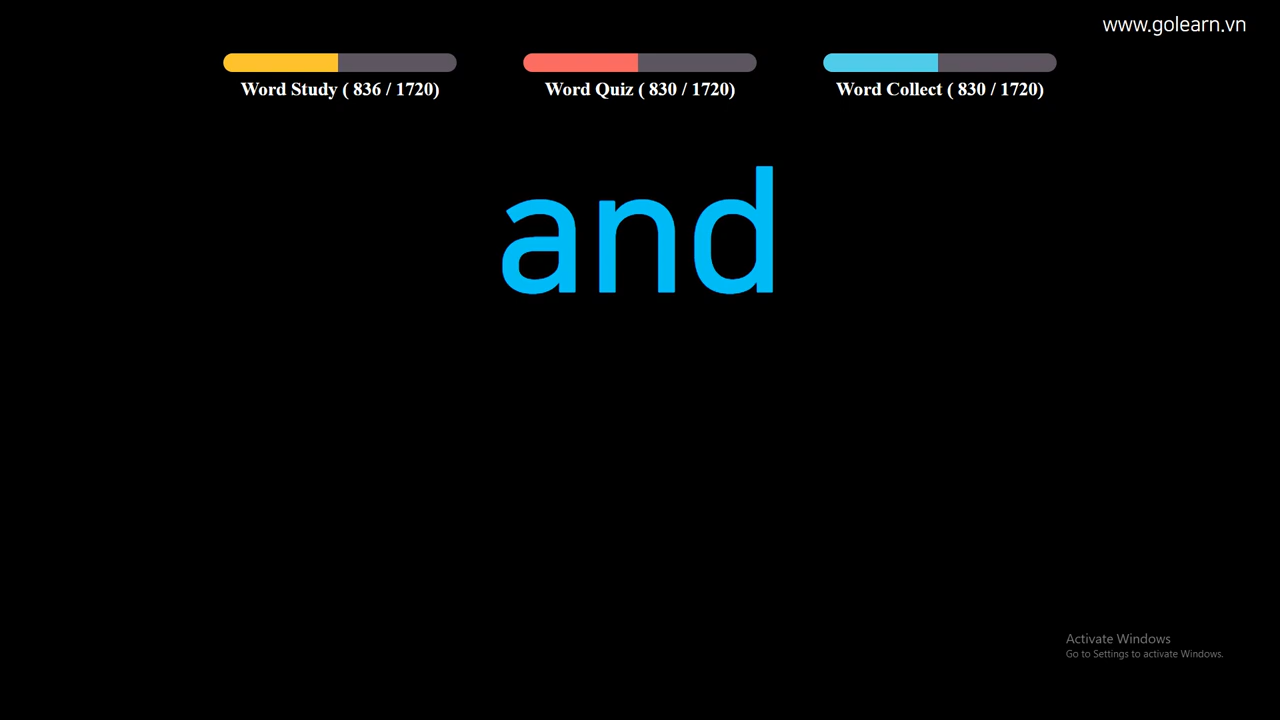 www.golearn.vn
Word Study ( 836 / 1720)
Word Quiz ( 830 / 1720)
Word Collect ( 830 / 1720)
and
Activate Windows
Go to Settings to activate Windows.